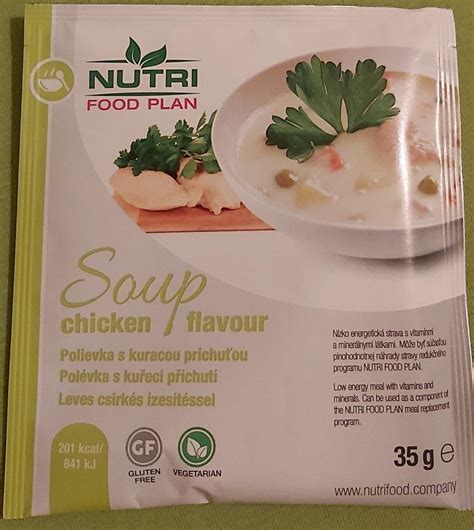 NUTRI
FOOD PLAN
Soup
chicken flavour
Polievka s kuracou príchuťou
Polévka s kuřecí příchutí
Leves csirkés ízesítéssel
Nízko energetická strava s vitamínmi
a minerálnymi látkami. Môže byť súčasťou
plnohodnotnej náhrady stravy redukčného
programu NUTRI FOOD PLAN.
Low energy meal with vitamins and
minerals. Can be used as a component of
the NUTRI FOOD PLAN meal replacement
program.
201 kcal/
841 kJ
GF
GLUTEN
FREE
VEGETARIAN
35 g e
www.nutrifood.company